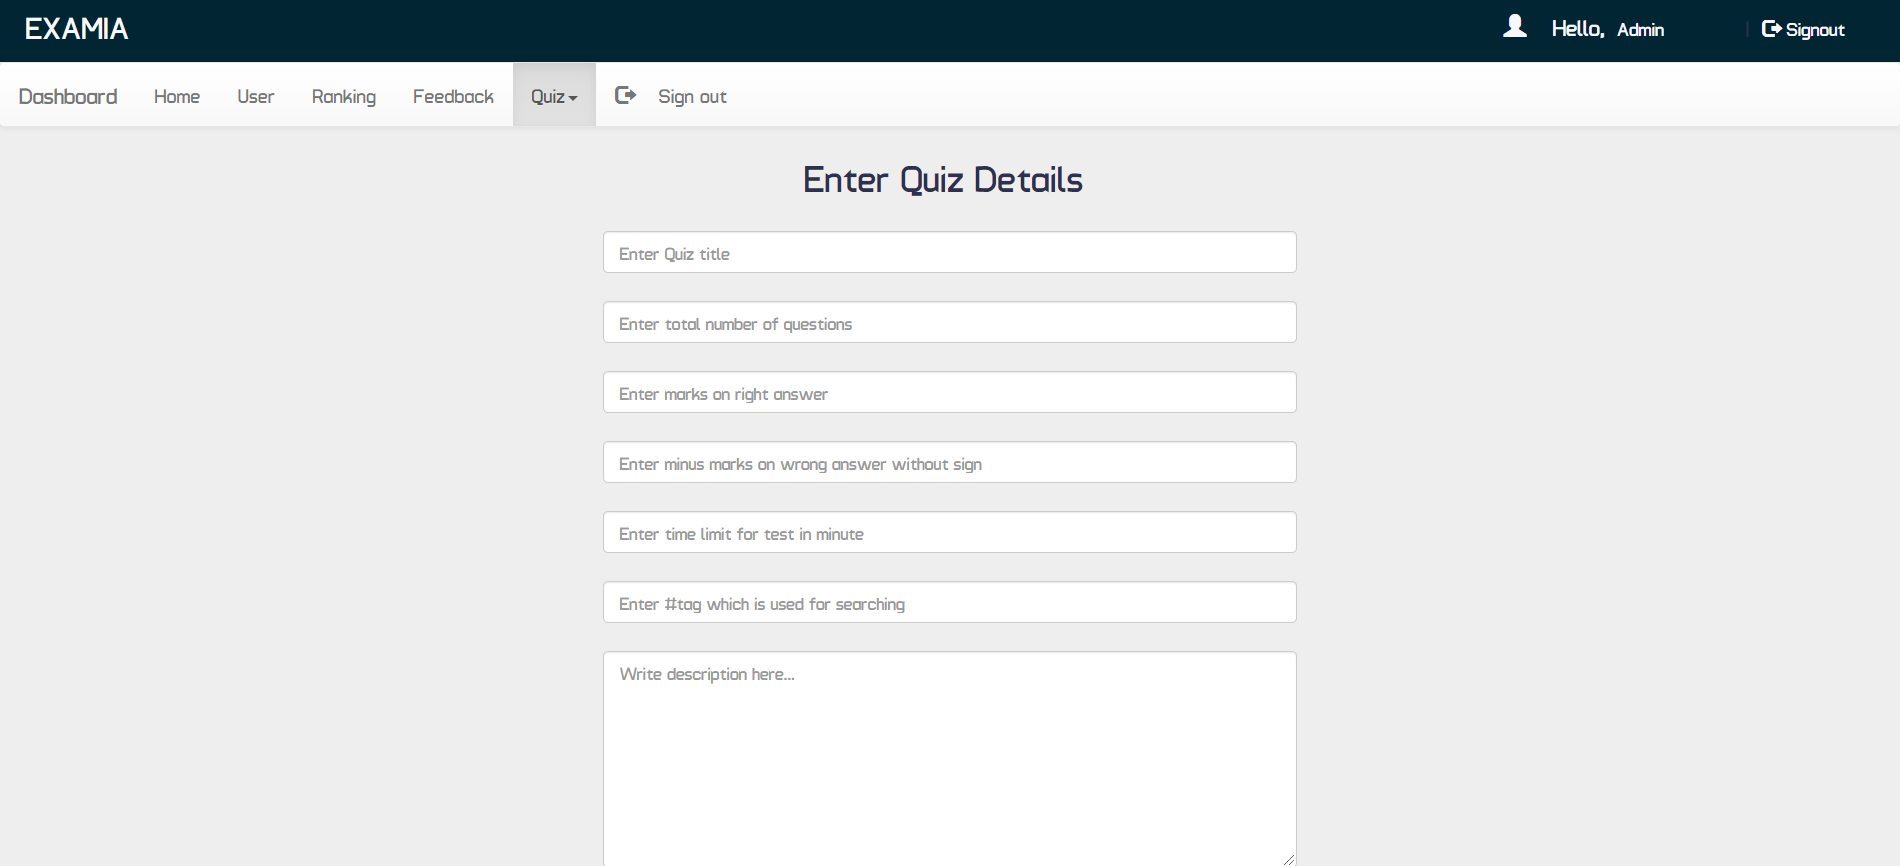 EXAMIA
Hello, Admin
| Signout
Dashboard Home User Ranking Feedback Quiz Sign out
Enter Quiz Details
Enter Quiz title
Enter total number of questions
Enter marks on right answer
Enter minus marks on wrong answer without sign
Enter time limit for test in minute
Enter #tag which is used for searching
Write description here...